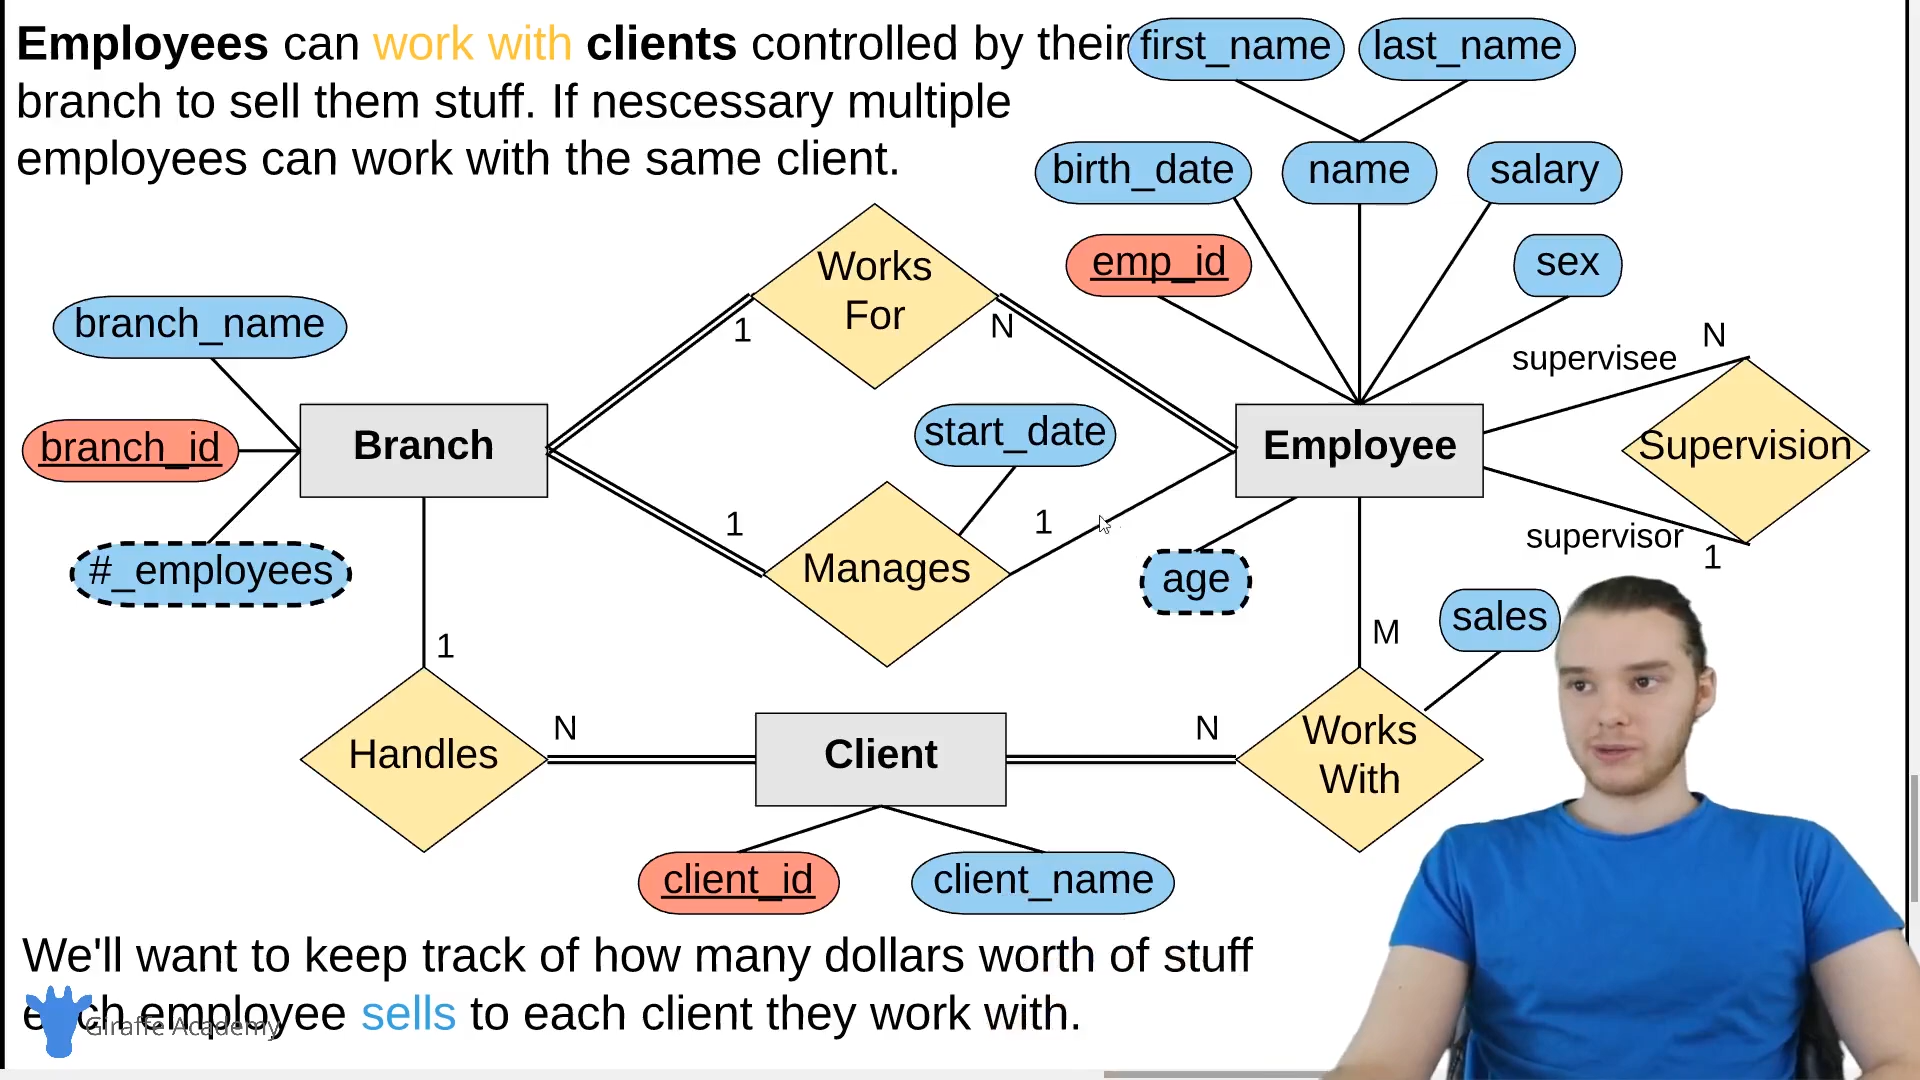 Employees can work with clients controlled by their
branch to sell them stuff. If nescessary multiple
employees can work with the same client.
first_name
last_name
birth_date
name
salary
emp_id
sex
Works
For
1
N
branch_name
branch_id
#_employees
Branch
start_date
Employee
supervisee
N
Supervision
supervisor
1
1
Manages
1
age
1
M
sales
Handles
N
Client
N
Works
With
client_id
client_name
We'll want to keep track of how many dollars worth of stuff
each employee sells to each client they work with.
Giraffe Academy